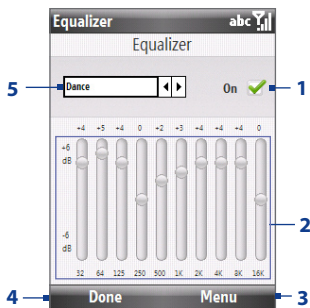 Equalizer abc
Equalizer
5 Dance On 1
+4 +5 +4 0 +2 +3 +4 +4 +4 0
+6
dB
2
-6
dB
32 64 125 250 500 1K 2K 4K 8K 16K
4 Done Menu 3